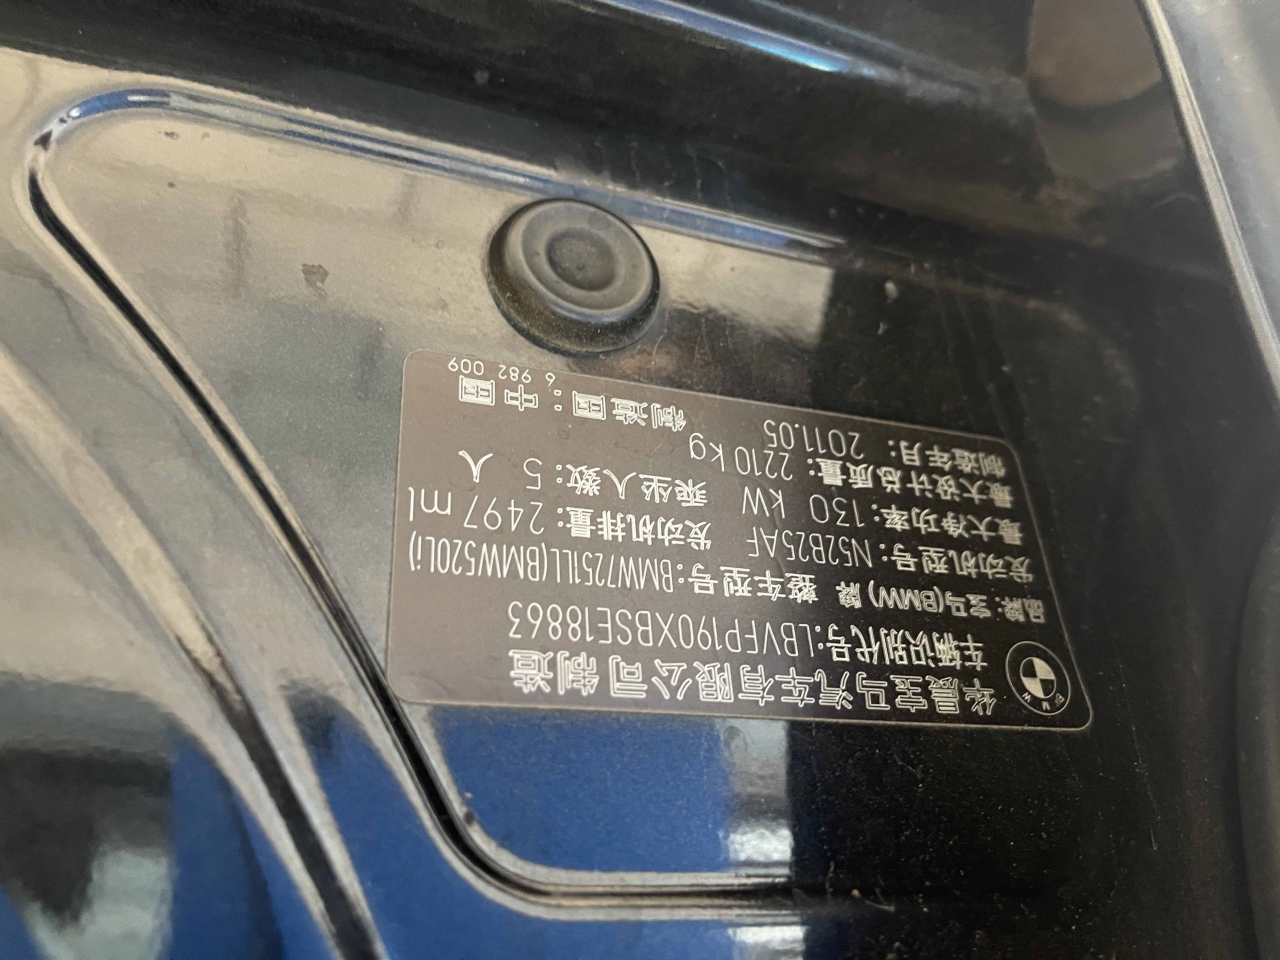 华晨宝马汽车有限公司制造
车辆识别代号:LBVFP190XBSE18863
品牌:宝马(BMW)牌 整车型号:BMW7251LL(BMW520Li)
发动机型号:N52B25AF 发动机排量:2497 ml
最大净功率:130 kW 乘坐人数:5 人
最大设计总质量:2210 kg
制造年月:2011.05 制造国:中国
6 982 009